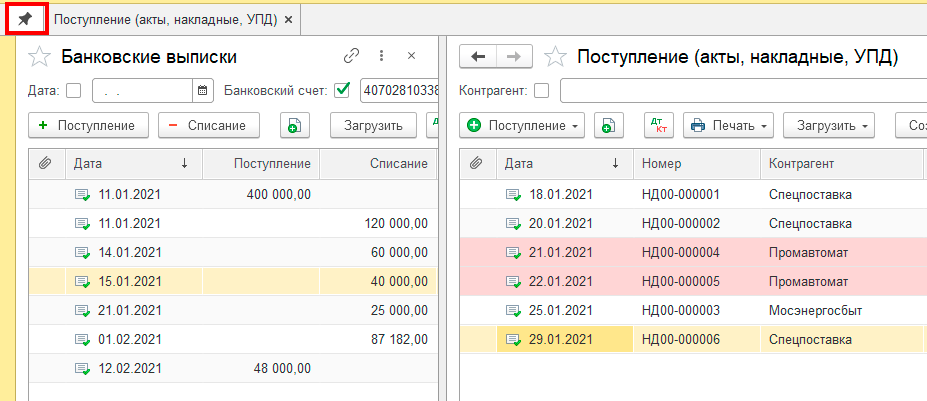 Поступление (акты, накладные, УПД) ×
Банковские выписки
Дата: . . Банковский счет: 40702810338
+ Поступление − Списание Загрузить
Дата ↓ Поступление Списание
11.01.2021 400 000,00
11.01.2021 120 000,00
14.01.2021 60 000,00
15.01.2021 40 000,00
21.01.2021 25 000,00
01.02.2021 87 182,00
12.02.2021 48 000,00
Поступление (акты, накладные, УПД)
Контрагент:
Поступление Дт Кт Печать Загрузить Со
Дата ↓ Номер Контрагент
18.01.2021 НД00-000001 Спецпоставка
20.01.2021 НД00-000002 Спецпоставка
21.01.2021 НД00-000004 Промавтомат
22.01.2021 НД00-000005 Промавтомат
25.01.2021 НД00-000003 Мосэнергосбыт
29.01.2021 НД00-000006 Спецпоставка